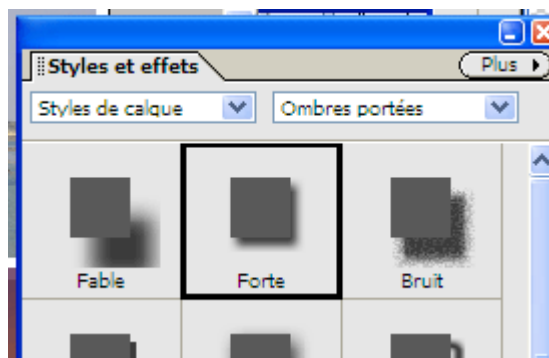 Styles et effets
Plus
Styles de calque
Ombres portées
Fable
Forte
Bruit